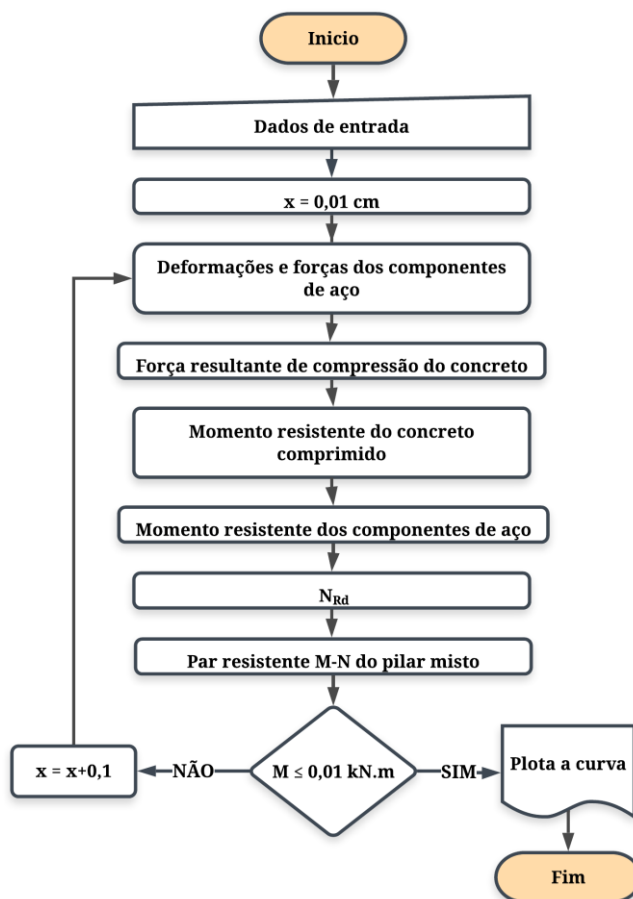 Inicio
Dados de entrada
x = 0,01 cm
Deformações e forças dos componentes
de aço
Força resultante de compressão do concreto
Momento resistente do concreto
comprimido
Momento resistente dos componentes de aço
N_Rd
Par resistente M-N do pilar misto
x = x+0,1
NÃO
M ≤ 0,01 kN.m
SIM
Plota a curva
Fim